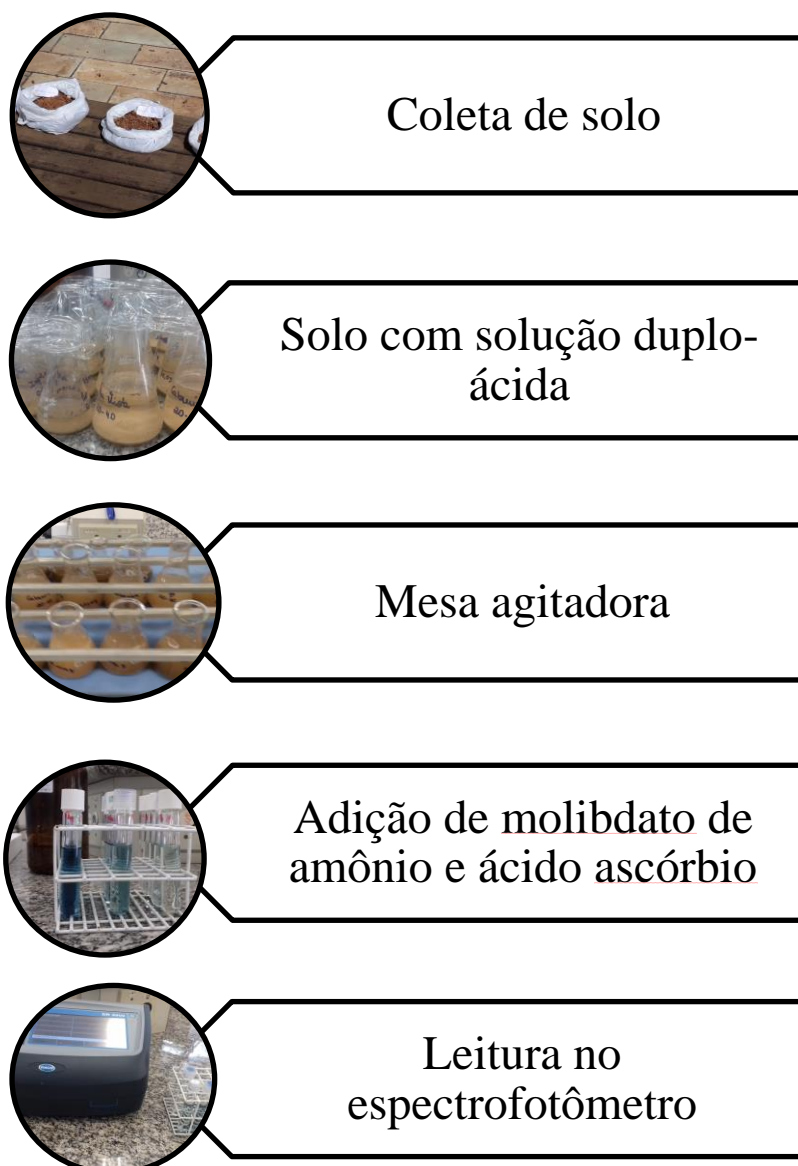 Coleta de solo
Solo com solução duplo-
ácida
Mesa agitadora
Adição de molibdato de
amônio e ácido ascórbio
Leitura no
espectrofotômetro